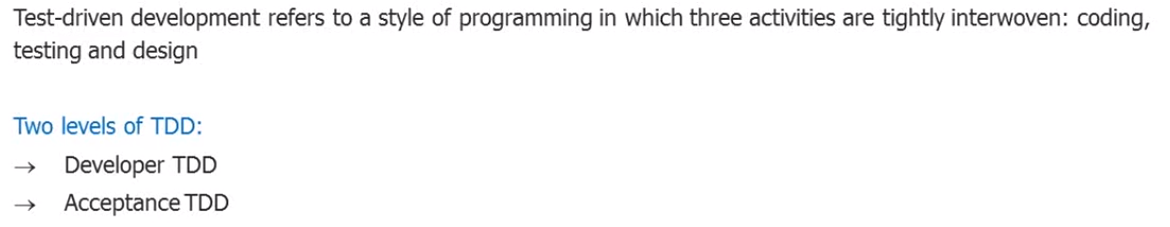 Test-driven development refers to a style of programming in which three activities are tightly interwoven: coding,
testing and design
Two levels of TDD:
→ Developer TDD
→ Acceptance TDD